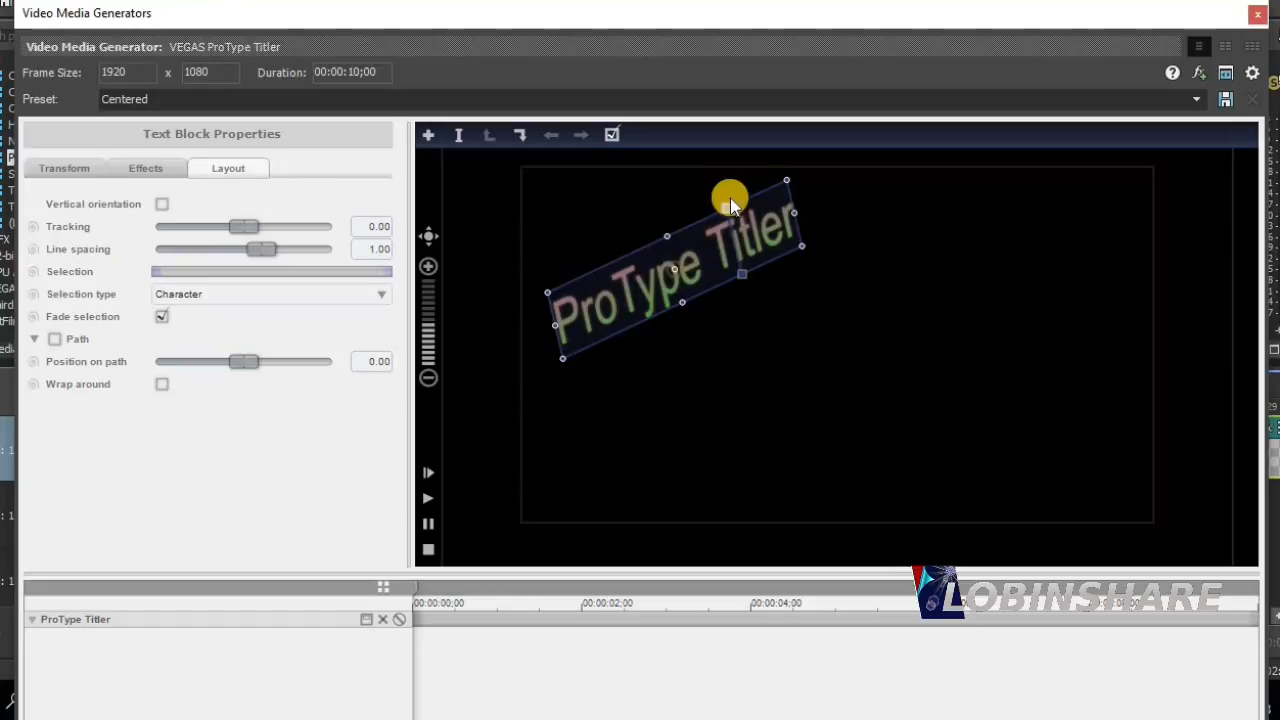 Video Media Generators
Video Media Generator: VEGAS ProType Titler
Frame Size: 1920 x 1080 Duration: 00:00:10;00
Preset: Centered
Text Block Properties
Transform Effects Layout
Vertical orientation
Tracking 0.00
Line spacing 1.00
Selection
Selection type Character
Fade selection
Path
Position on path 0.00
Wrap around
ProType Titler
00:00:00;00 00:00:02;00 00:00:04;00
LOBINSHARE
ProType Titler